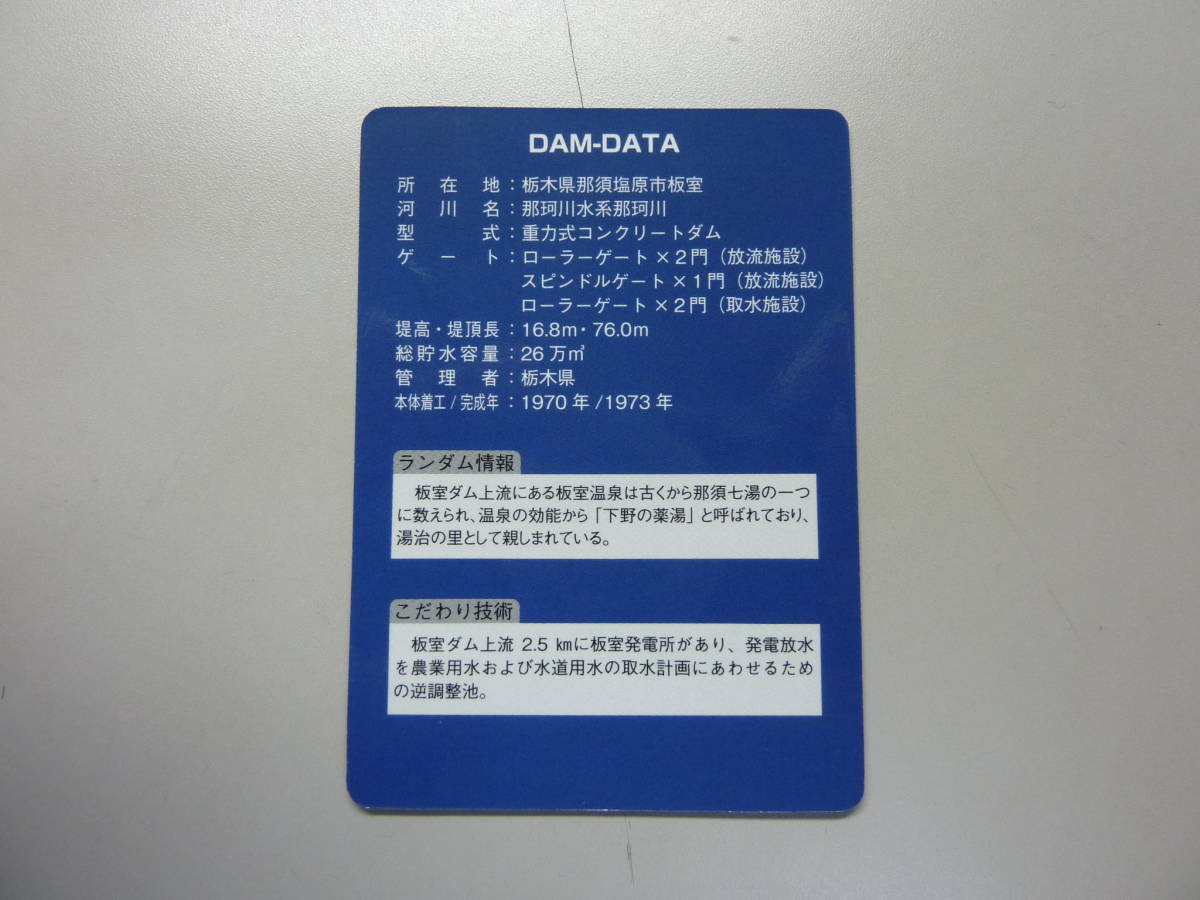 DAM-DATA
所在地：栃木県那須塩原市板室
河川名：那珂川水系那珂川
型式：重力式コンクリートダム
ゲート：ローラーゲート×2門（放流施設）
スピンドルゲート×1門（放流施設）
ローラーゲート×2門（取水施設）
堤高・堤頂長：16.8m・76.0m
総貯水容量：26万㎥
管理者：栃木県
本体着工/完成年：1970年/1973年
ランダム情報
板室ダム上流にある板室温泉は古くから那須七湯の一つ
に数えられ、温泉の効能から「下野の薬湯」と呼ばれており、
湯治の里として親しまれている。
こだわり技術
板室ダム上流 2.5 ㎞に板室発電所があり、発電放水
を農業用水および水道用水の取水計画にあわせるため
の逆調整池。